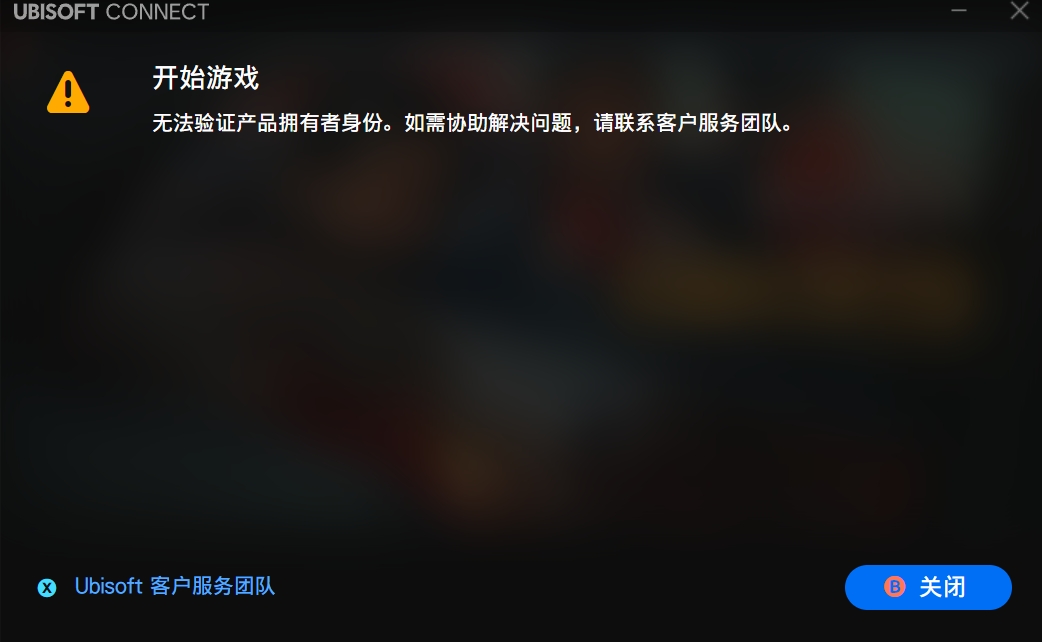 UBISOFT CONNECT
开始游戏
无法验证产品拥有者身份。如需协助解决问题，请联系客户服务团队。
X Ubisoft 客户服务团队
B 关闭